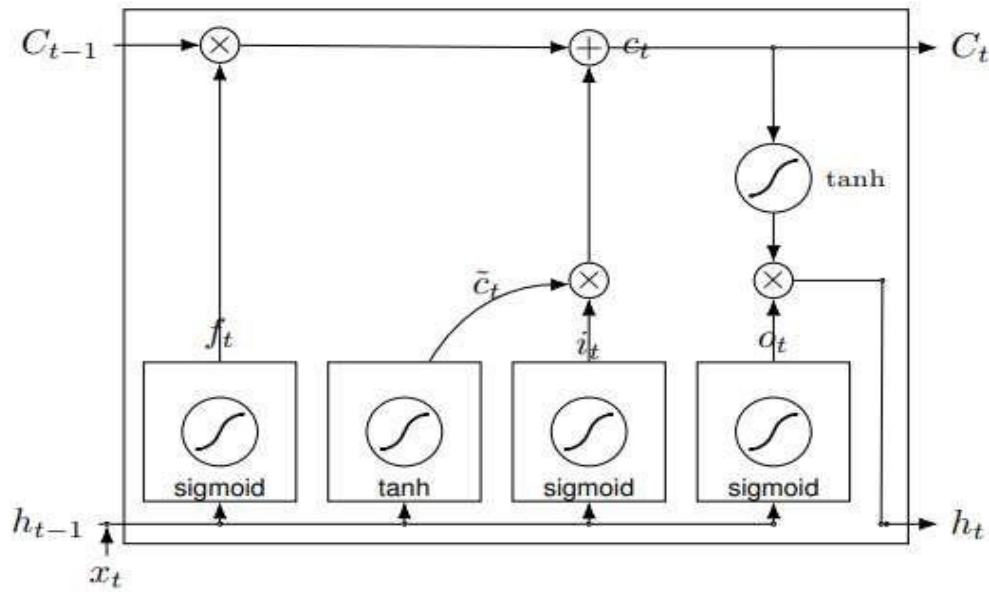 C_{t−1} c_t C_t
tanh
c̃_t
f_t i_t o_t
sigmoid tanh sigmoid sigmoid
h_{t−1} h_t
x_t